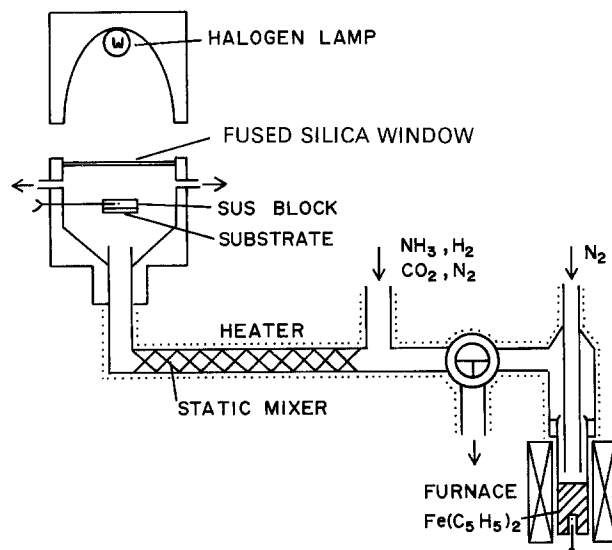 W
HALOGEN LAMP
FUSED SILICA WINDOW
SUS BLOCK
SUBSTRATE
NH₃ , H₂
CO₂ , N₂
N₂
HEATER
STATIC MIXER
FURNACE
Fe(C₅H₅)₂